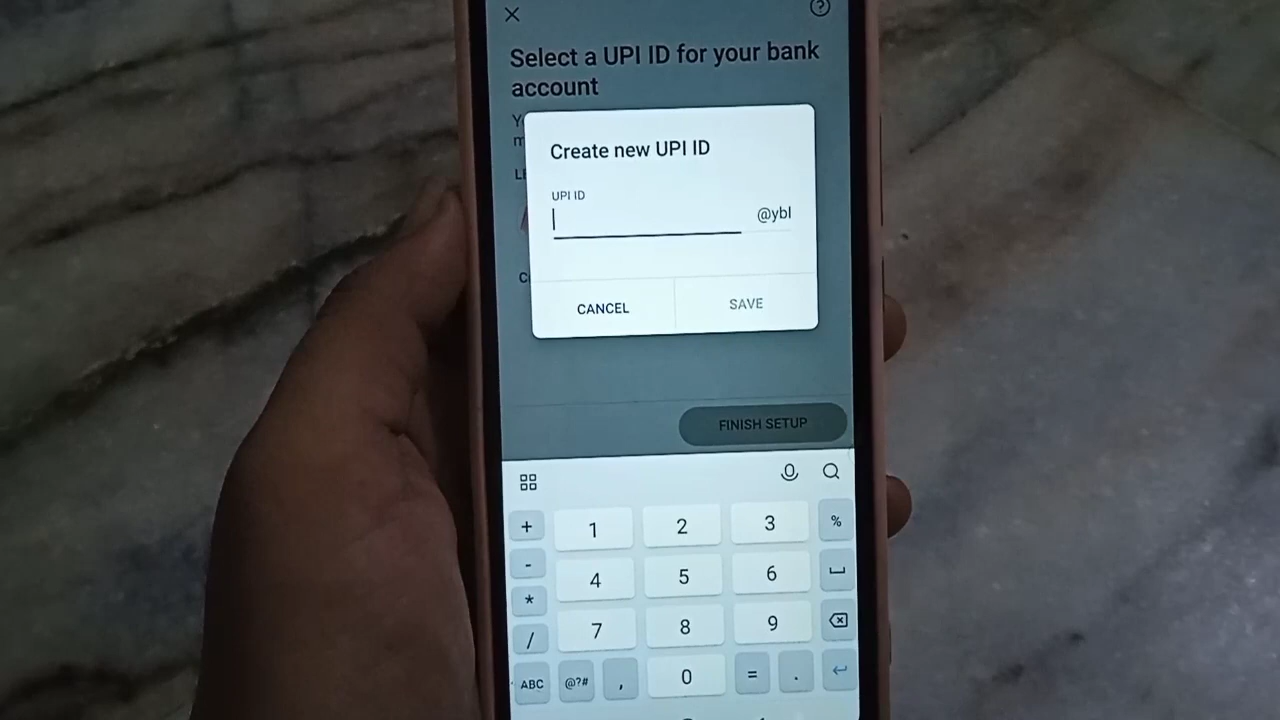 Select a UPI ID for your bank
account
Create new UPI ID
UPI ID
@ybl
CANCEL
SAVE
FINISH SETUP
+ 1 2 3 %
- 4 5 6
*
/ 7 8 9
ABC @?# , 0 = .